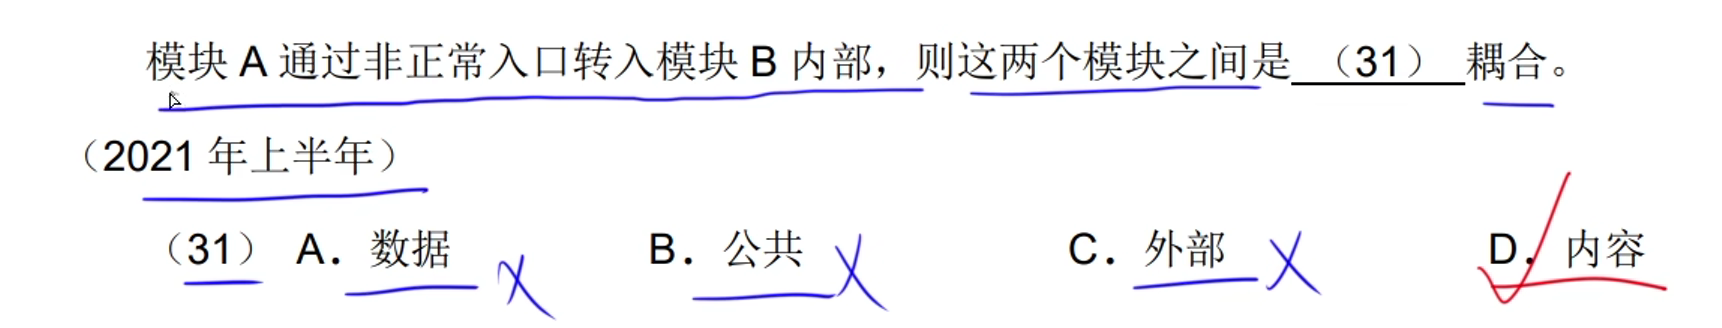 模块 A 通过非正常入口转入模块 B 内部，则这两个模块之间是（31）耦合。
（2021 年上半年）
（31） A．数据 B．公共 C．外部 D．内容